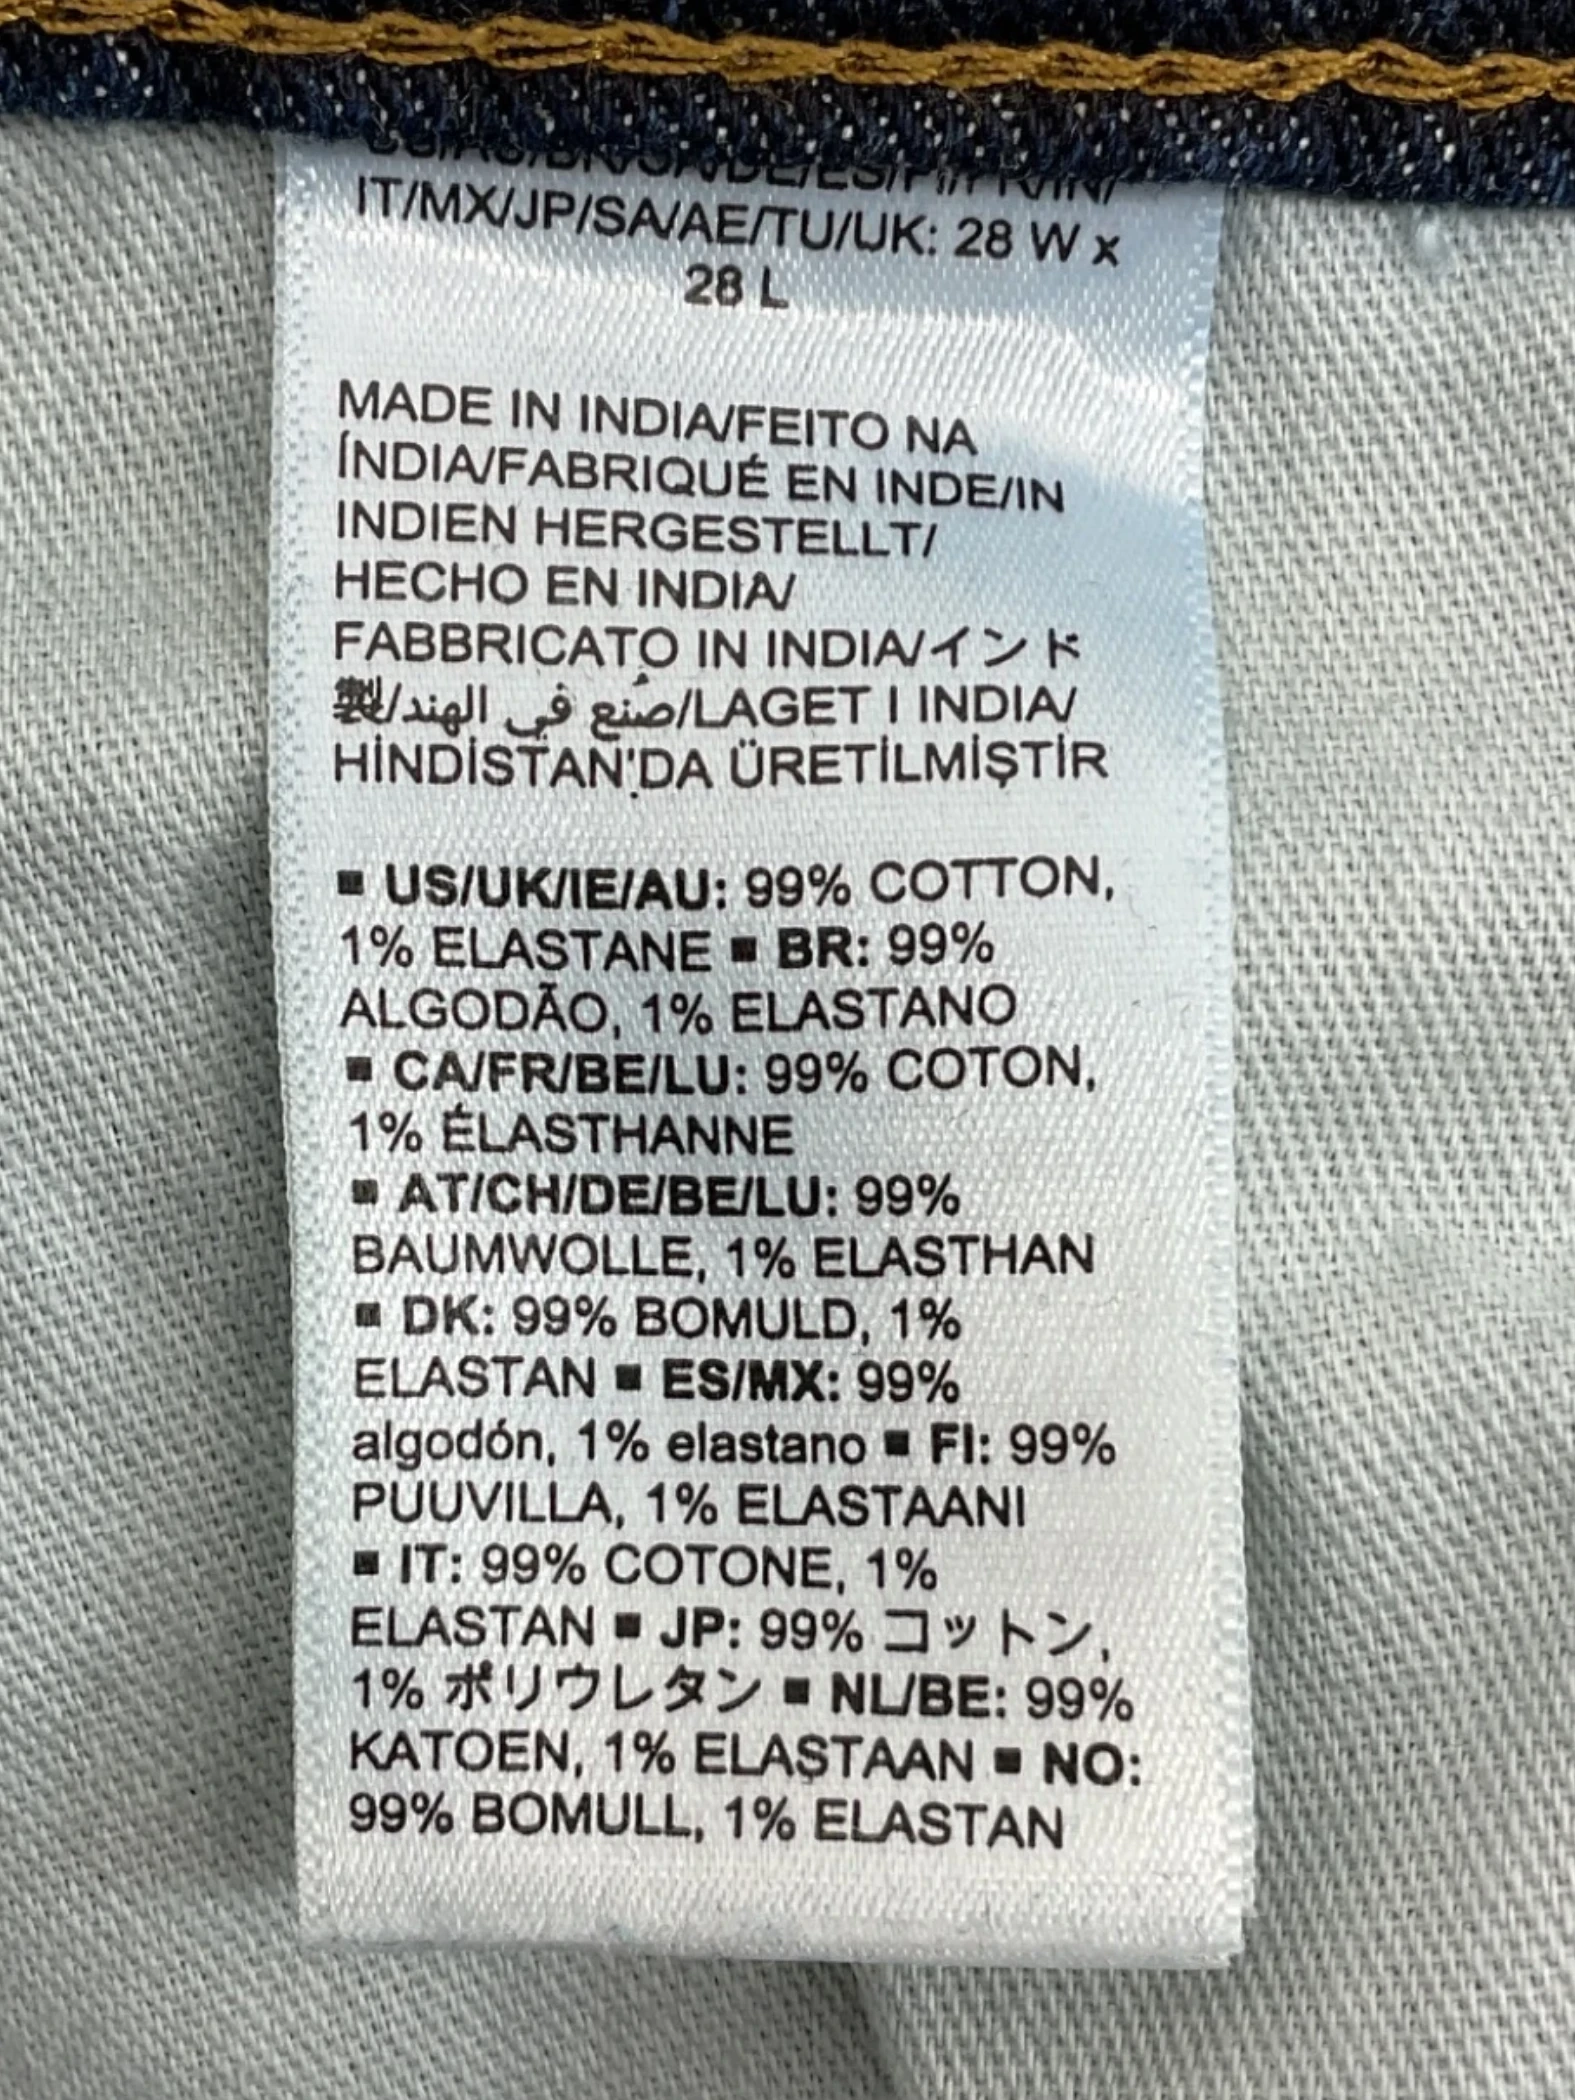 IT/MX/JP/SA/AE/TU/UK: 28 W x
28 L
MADE IN INDIA/FEITO NA
ÍNDIA/FABRIQUÉ EN INDE/IN
INDIEN HERGESTELLT/
HECHO EN INDIA/
FABBRICATO IN INDIA/インド
製/صُنع في الهند/LAGET I INDIA/
HİNDİSTAN'DA ÜRETİLMİŞTİR
▪ US/UK/IE/AU: 99% COTTON,
1% ELASTANE ▪ BR: 99%
ALGODÃO, 1% ELASTANO
▪ CA/FR/BE/LU: 99% COTON,
1% ÉLASTHANNE
▪ AT/CH/DE/BE/LU: 99%
BAUMWOLLE, 1% ELASTHAN
▪ DK: 99% BOMULD, 1%
ELASTAN ▪ ES/MX: 99%
algodón, 1% elastano ▪ FI: 99%
PUUVILLA, 1% ELASTAANI
▪ IT: 99% COTONE, 1%
ELASTAN ▪ JP: 99% コットン,
1% ポリウレタン ▪ NL/BE: 99%
KATOEN, 1% ELASTAAN ▪ NO:
99% BOMULL, 1% ELASTAN